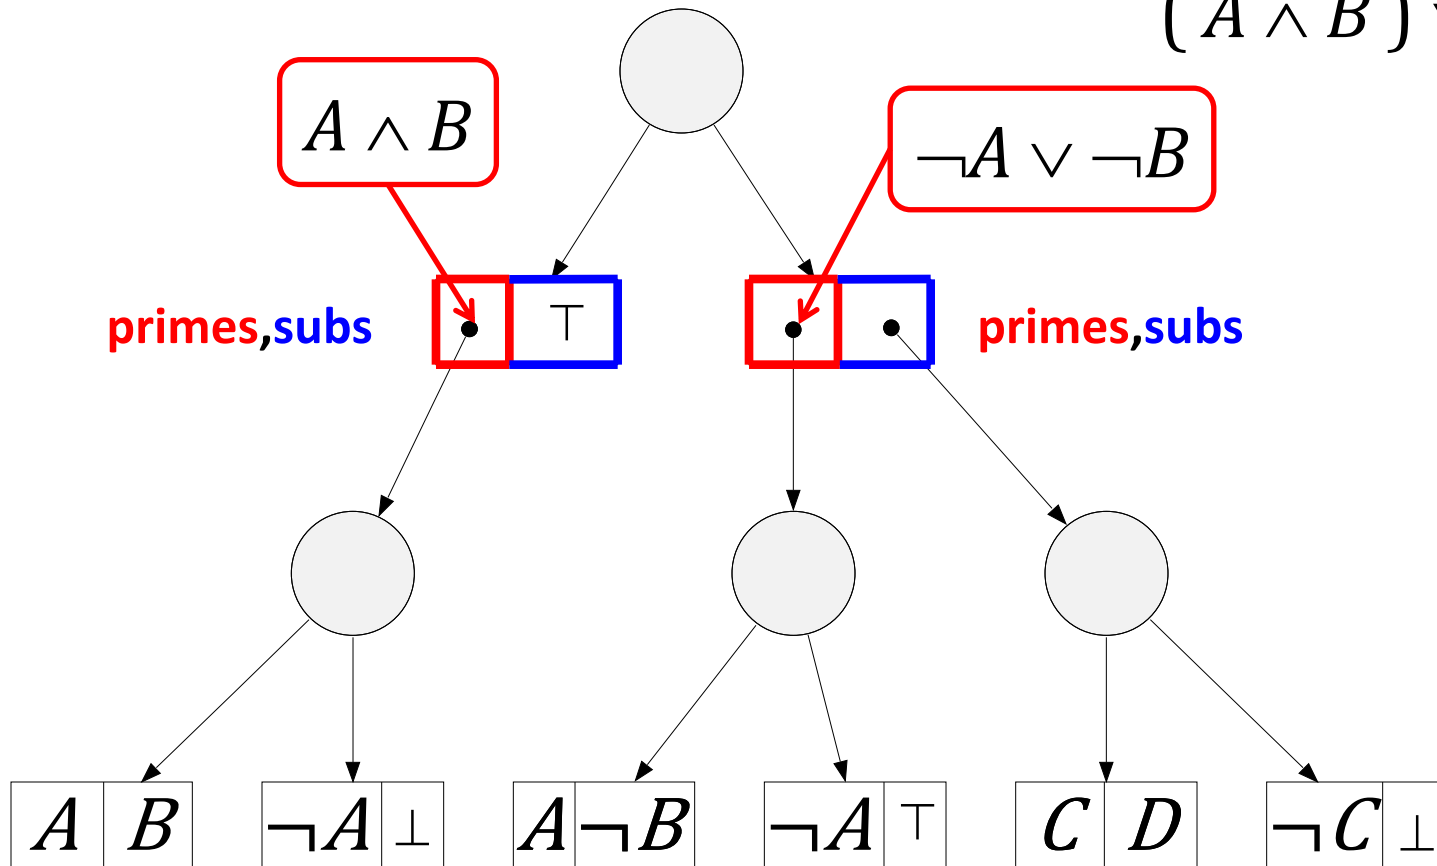 ( A ∧ B )
A ∧ B
¬A ∨ ¬B
primes,subs
⊤
primes,subs
A B
¬A ⊥
A ¬B
¬A ⊤
C D
¬C ⊥